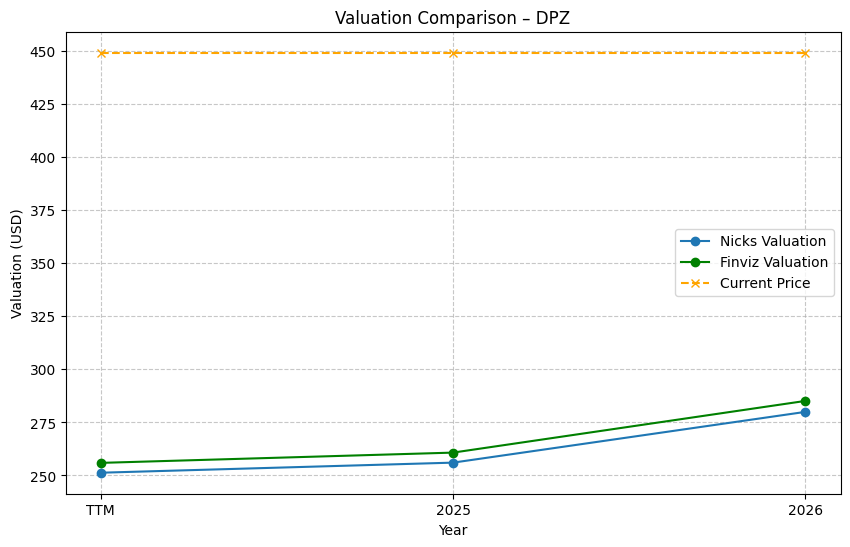 Valuation Comparison – DPZ
Valuation (USD)
450
425
400
375
350
325
300
275
250
Nicks Valuation
Finviz Valuation
Current Price
TTM
2025
2026
Year